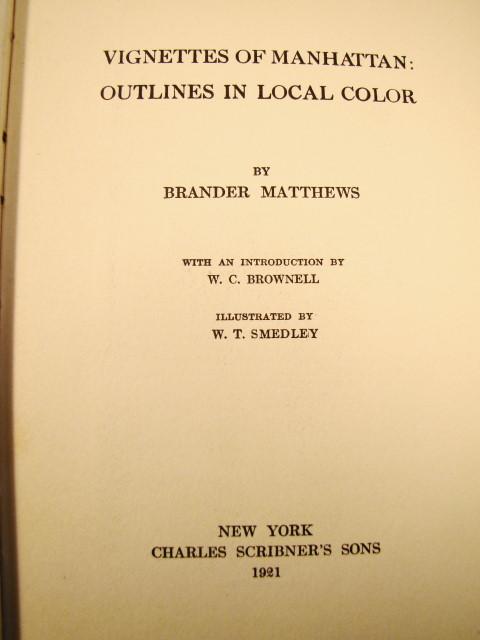 VIGNETTES OF MANHATTAN:
OUTLINES IN LOCAL COLOR
BY
BRANDER MATTHEWS
WITH AN INTRODUCTION BY
W. C. BROWNELL
ILLUSTRATED BY
W. T. SMEDLEY
NEW YORK
CHARLES SCRIBNER'S SONS
1921